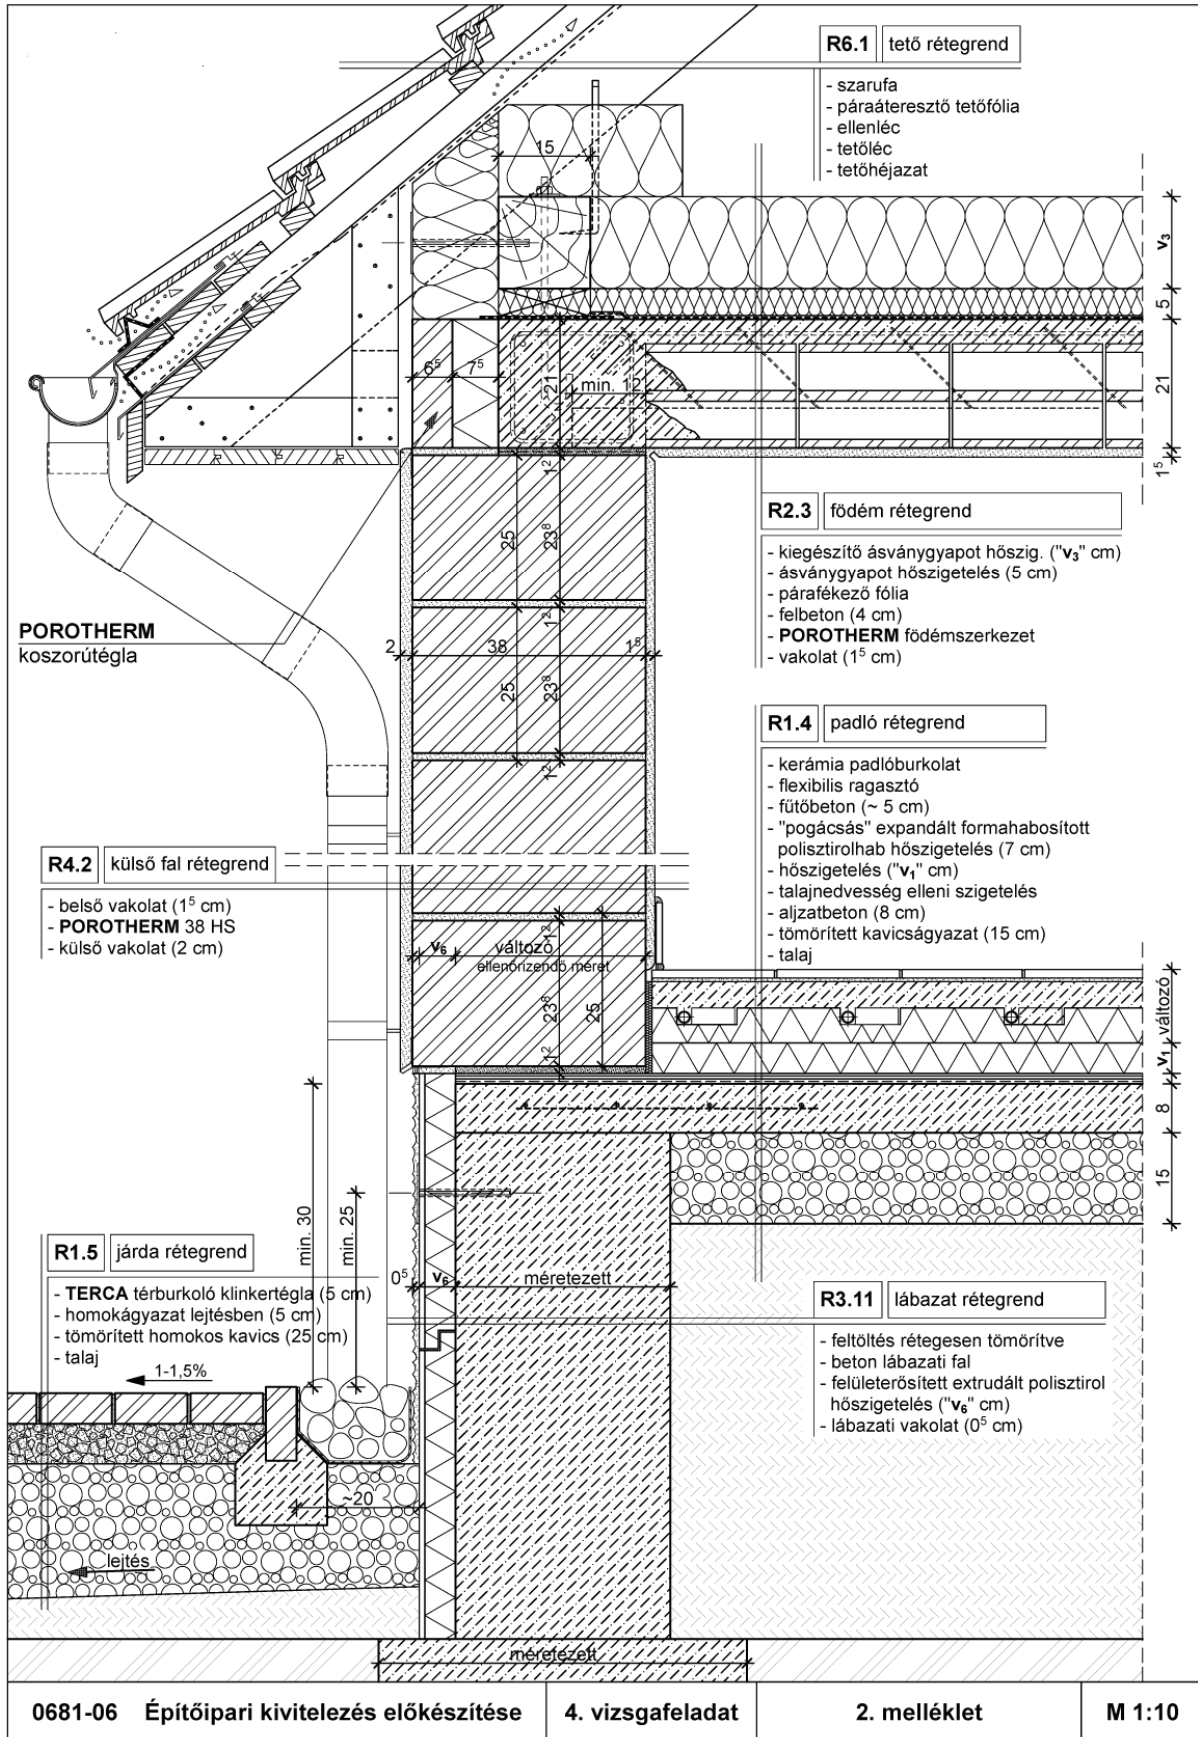 R6.1 tető rétegrend
- szarufa
- páraáteresztő tetőfólia
- ellenléc
- tetőléc
- tetőhéjazat
15
v₃
5
6⁵ 7⁵ 21 min. 12 21
1⁵
1²
25 23⁸
R2.3 födém rétegrend
- kiegészítő ásványgyapot hőszig. ("v₃" cm)
- ásványgyapot hőszigetelés (5 cm)
- párafékező fólia
- felbeton (4 cm)
- POROTHERM födémszerkezet
- vakolat (1⁵ cm)
POROTHERM
koszorútégla
1²
2 38 1⁵
25 23⁸
1²
R1.4 padló rétegrend
- kerámia padlóburkolat
- flexibilis ragasztó
- fűtőbeton (~ 5 cm)
- "pogácsás" expandált formahabosított
polisztirolhab hőszigetelés (7 cm)
- hőszigetelés ("v₁" cm)
- talajnedvesség elleni szigetelés
- aljzatbeton (8 cm)
- tömörített kavicságyazat (15 cm)
- talaj
R4.2 külső fal rétegrend
- belső vakolat (1⁵ cm)
- POROTHERM 38 HS
- külső vakolat (2 cm)
1²
v₆ változó
ellenőrizendő méret
23⁸ 25
1²
változó
v₁
8
15
min. 30
min. 25
R1.5 járda rétegrend
- TERCA térburkoló klinkertégla (5 cm)
- homokágyazat lejtésben (5 cm)
- tömörített homokos kavics (25 cm)
- talaj
0⁵ v₆ méretezett
R3.11 lábazat rétegrend
- feltöltés rétegesen tömörítve
- beton lábazati fal
- felületerősített extrudált polisztirol
hőszigetelés ("v₆" cm)
- lábazati vakolat (0⁵ cm)
1-1,5%
~20
lejtés
méretezett
0681-06 Építőipari kivitelezés előkészítése 4. vizsgafeladat 2. melléklet M 1:10